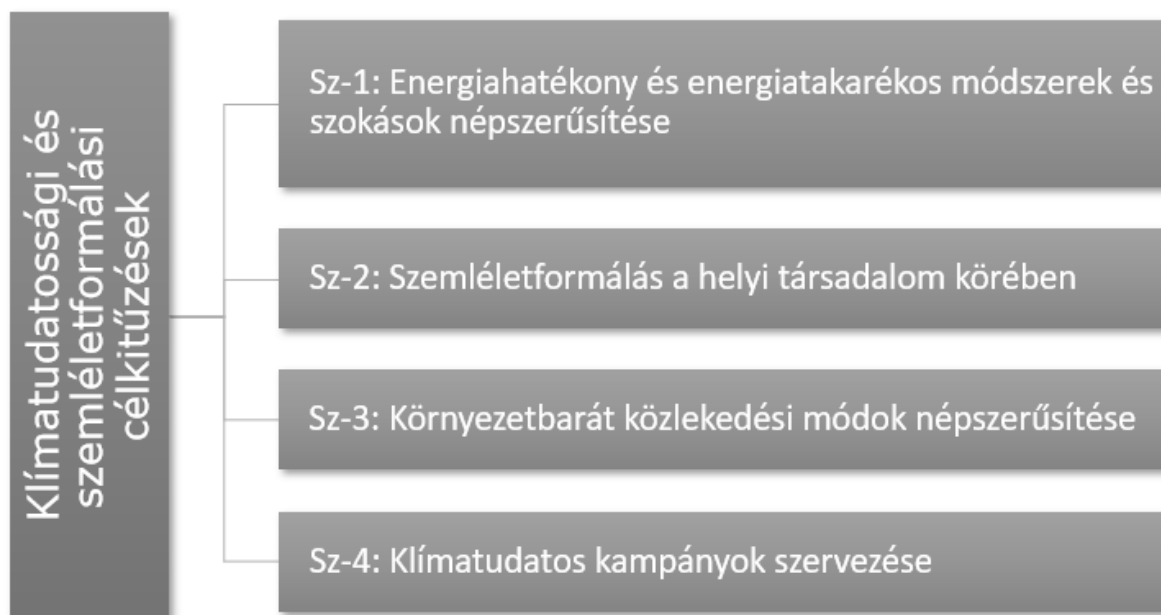 Klímatudatossági és
szemléletformálási
célkitűzések
Sz-1: Energiahatékony és energiatakarékos módszerek és
szokások népszerűsítése
Sz-2: Szemléletformálás a helyi társadalom körében
Sz-3: Környezetbarát közlekedési módok népszerűsítése
Sz-4: Klímatudatos kampányok szervezése